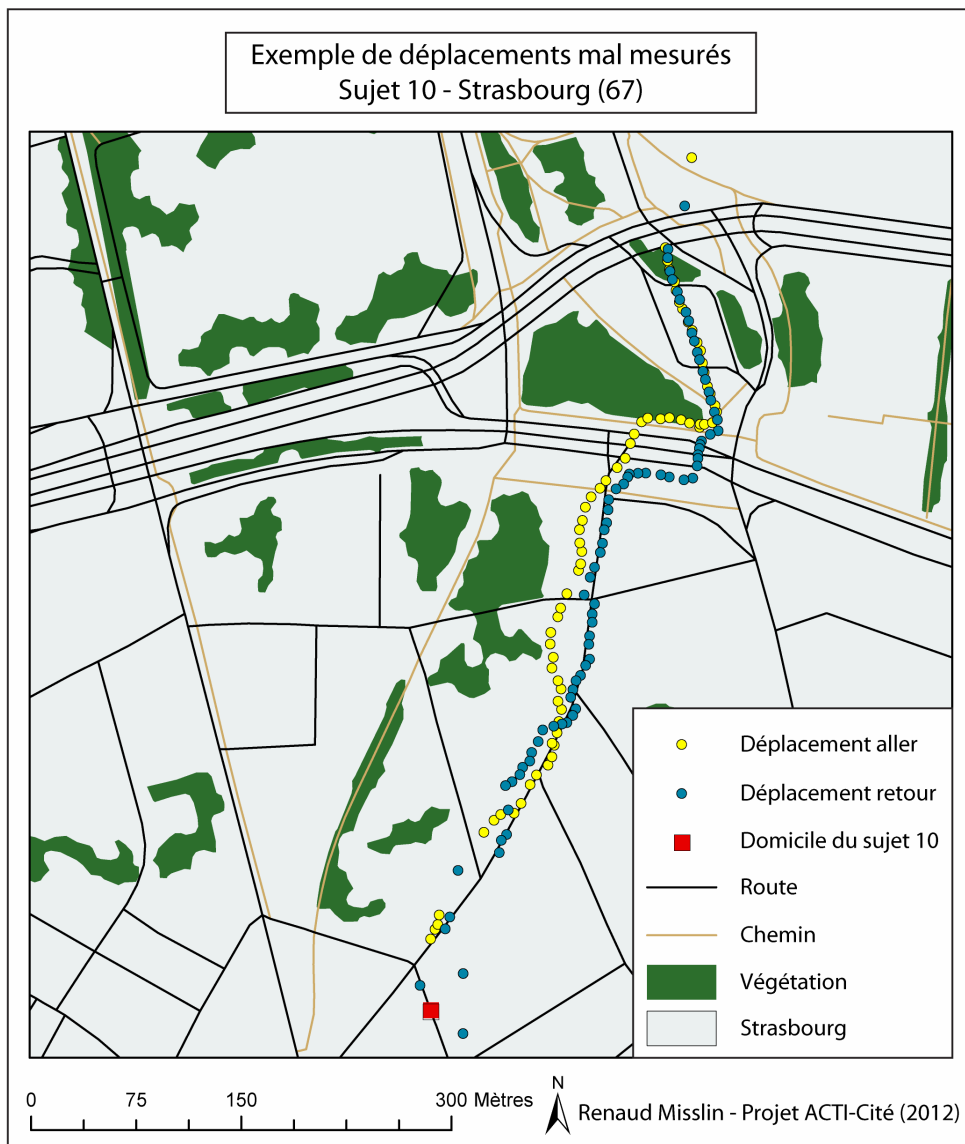 Exemple de déplacements mal mesurés
Sujet 10 - Strasbourg (67)
Déplacement aller
Déplacement retour
Domicile du sujet 10
Route
Chemin
Végétation
Strasbourg
0 75 150 300 Mètres
N
Renaud Misslin - Projet ACTI-Cité (2012)